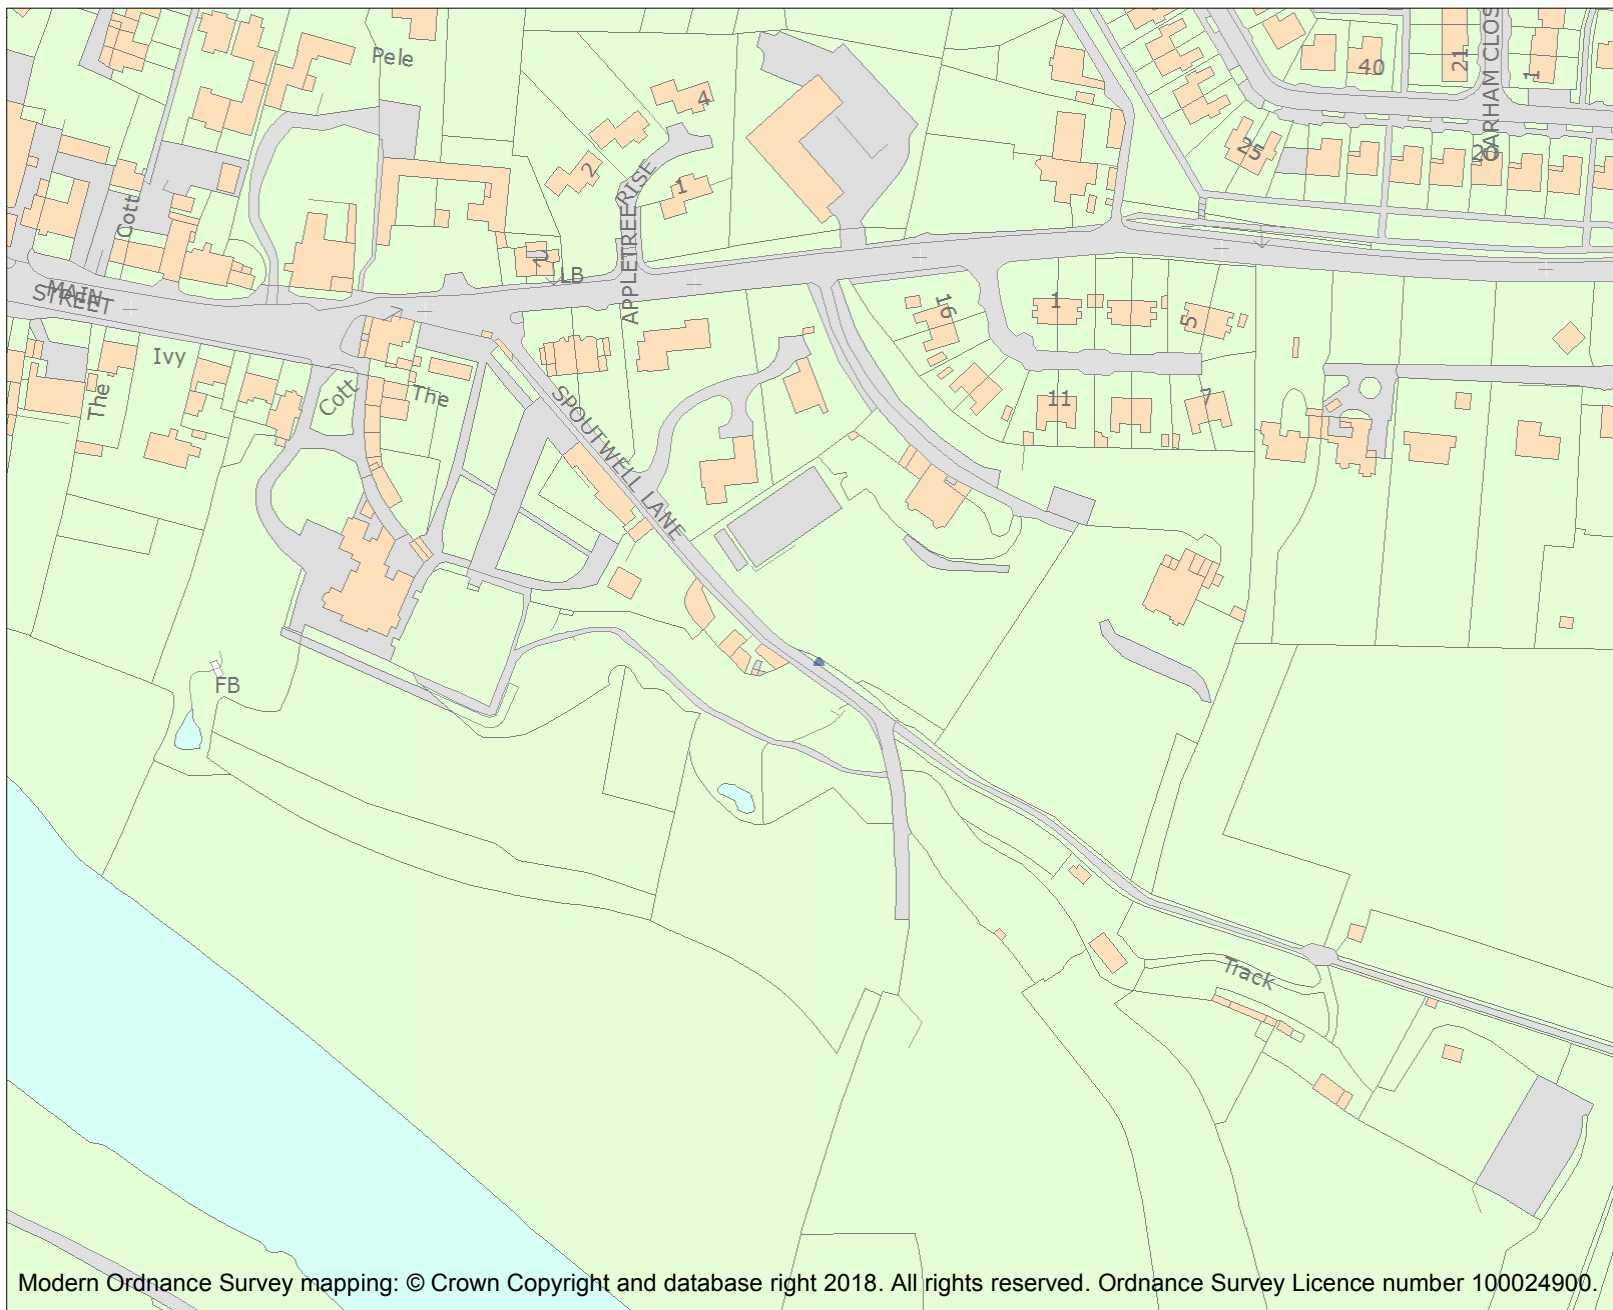 Pele
4
2
RISE
1
APPLETREE
Cott
MAIN
STREET
2
LB
Ivy
The
Cott
The
SPOUTWELL LANE
FB
40
21
1
25
20
16
1
5
11
7
Track
Modern Ordnance Survey mapping: © Crown Copyright and database right 2018. All rights reserved. Ordnance Survey Licence number 100024900.